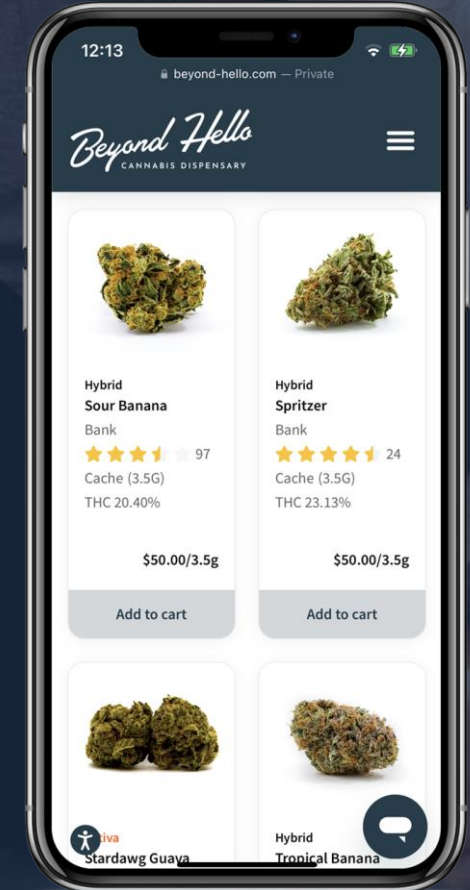 12:13
beyond-hello.com — Private
Beyond Hello
CANNABIS DISPENSARY
Hybrid
Sour Banana
Bank
97
Cache (3.5G)
THC 20.40%
$50.00/3.5g
Add to cart
Hybrid
Spritzer
Bank
24
Cache (3.5G)
THC 23.13%
$50.00/3.5g
Add to cart
Stardawg Guava
Hybrid
Tropical Banana